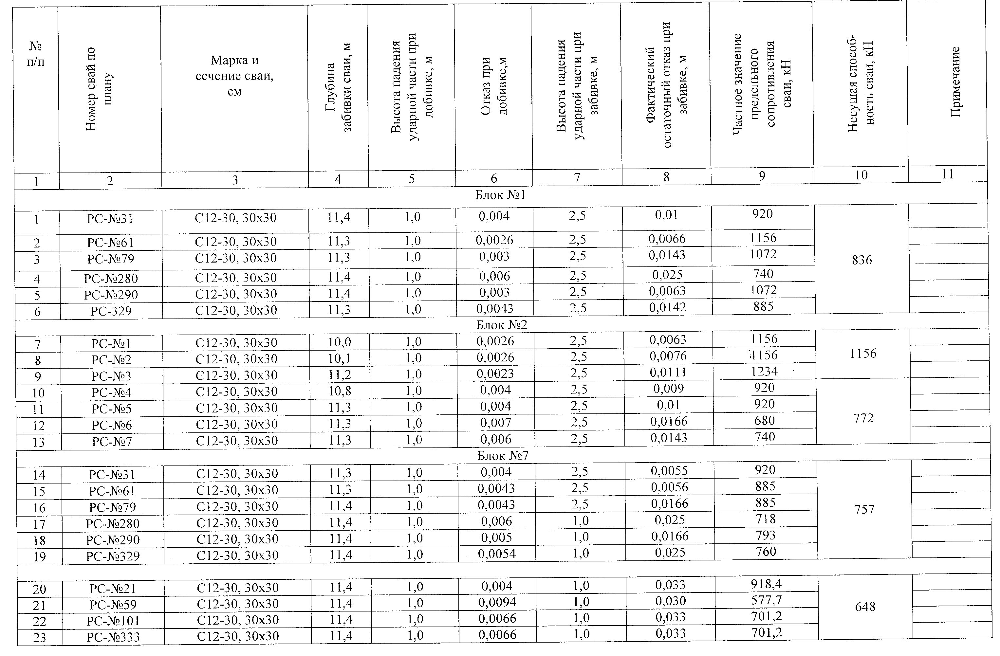 №
п/п
Номер свай по
плану
Марка и
сечение сваи,
см
Глубина
забивки сваи, м
Высота падения
ударной части при
добивке, м
Отказ при
добивке,м
Высота падения
ударной части при
забивке, м
Фактический
остаточный отказ при
забивке, м
Частное значение
предельного
сопротивления
сваи, кН
Несущая способ-
ность сваи, кН
Примечание
1 2 3 4 5 6 7 8 9 10 11
Блок №1
1 РС-№31 С12-30, 30х30 11,4 1,0 0,004 2,5 0,01 920
2 РС-№61 С12-30, 30х30 11,3 1,0 0,0026 2,5 0,0066 1156
3 РС-№79 С12-30, 30х30 11,3 1,0 0,003 2,5 0,0143 1072
836
4 РС-№280 С12-30, 30х30 11,4 1,0 0,006 2,5 0,025 740
5 РС-№290 С12-30, 30х30 11,4 1,0 0,003 2,5 0,0063 1072
6 РС-329 С12-30, 30х30 11,3 1,0 0,0043 2,5 0,0142 885
Блок №2
7 РС-№1 С12-30, 30х30 10,0 1,0 0,0026 2,5 0,0063 1156
8 РС-№2 С12-30, 30х30 10,1 1,0 0,0026 2,5 0,0076 1156 1156
9 РС-№3 С12-30, 30х30 11,2 1,0 0,0023 2,5 0,0111 1234
10 РС-№4 С12-30, 30х30 10,8 1,0 0,004 2,5 0,009 920
11 РС-№5 С12-30, 30х30 11,3 1,0 0,004 2,5 0,01 920
772
12 РС-№6 С12-30, 30х30 11,3 1,0 0,007 2,5 0,0166 680
13 РС-№7 С12-30, 30х30 11,3 1,0 0,006 2,5 0,0143 740
Блок №7
14 РС-№31 С12-30, 30х30 11,3 1,0 0,004 2,5 0,0055 920
15 РС-№61 С12-30, 30х30 11,3 1,0 0,0043 2,5 0,0056 885
16 РС-№79 С12-30, 30х30 11,4 1,0 0,0043 2,5 0,0166 885
757
17 РС-№280 С12-30, 30х30 11,4 1,0 0,006 1,0 0,025 718
18 РС-№290 С12-30, 30х30 11,4 1,0 0,005 1,0 0,0166 793
19 РС-№329 С12-30, 30х30 11,4 1,0 0,0054 1,0 0,025 760
20 РС-№21 С12-30, 30х30 11,4 1,0 0,004 1,0 0,033 918,4
21 РС-№59 С12-30, 30х30 11,4 1,0 0,0094 1,0 0,030 577,7
648
22 РС-№101 С12-30, 30х30 11,4 1,0 0,0066 1,0 0,033 701,2
23 РС-№333 С12-30, 30х30 11,4 1,0 0,0066 1,0 0,033 701,2